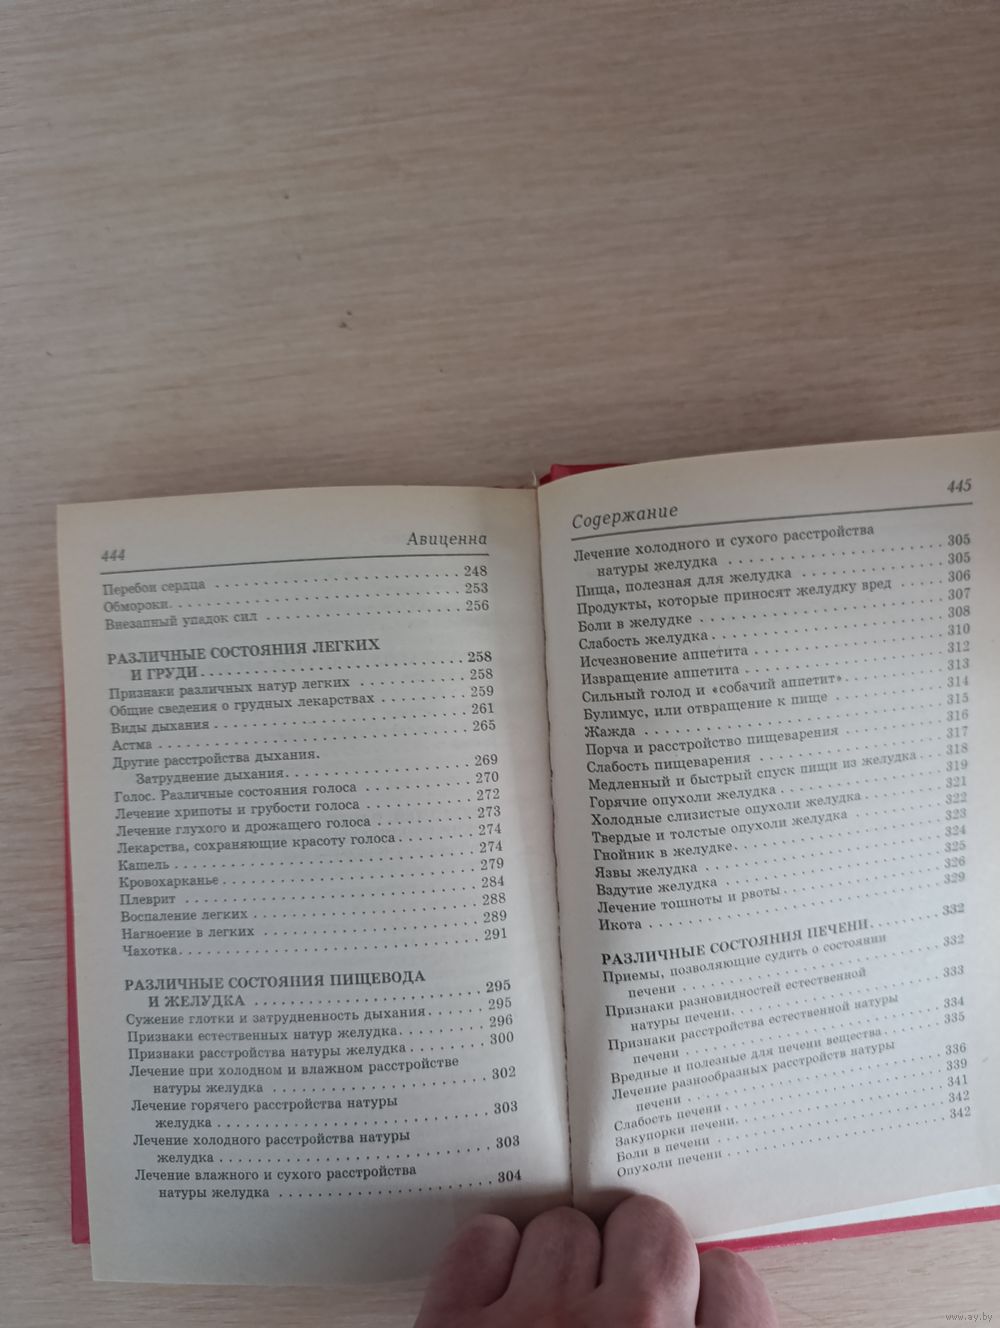 444 Авиценна
Перебои сердца . . . . . . . . . . . . . . . . . . . . 248
Обмороки. . . . . . . . . . . . . . . . . . . . . . . 253
Внезапный упадок сил . . . . . . . . . . . . . . . . 256
РАЗЛИЧНЫЕ СОСТОЯНИЯ ЛЕГКИХ
И ГРУДИ. . . . . . . . . . . . . . . . . . . . . . . 258
Признаки различных натур легких . . . . . . . . . . 258
Общие сведения о грудных лекарствах . . . . . . . . 259
Виды дыхания . . . . . . . . . . . . . . . . . . . . 261
Астма . . . . . . . . . . . . . . . . . . . . . . . . 265
Другие расстройства дыхания.
Затруднение дыхания. . . . . . . . . . . . . . . . . 269
Голос. Различные состояния голоса . . . . . . . . . 270
Лечение хрипоты и грубости голоса . . . . . . . . . 272
Лечение глухого и дрожащего голоса . . . . . . . . . 273
Лекарства, сохраняющие красоту голоса . . . . . . . 274
Кашель . . . . . . . . . . . . . . . . . . . . . . . 274
Кровохарканье . . . . . . . . . . . . . . . . . . . . 279
Плеврит . . . . . . . . . . . . . . . . . . . . . . . 284
Воспаление легких . . . . . . . . . . . . . . . . . . 288
Нагноение в легких . . . . . . . . . . . . . . . . . 289
Чахотка. . . . . . . . . . . . . . . . . . . . . . . 291
РАЗЛИЧНЫЕ СОСТОЯНИЯ ПИЩЕВОДА
И ЖЕЛУДКА . . . . . . . . . . . . . . . . . . . . . 295
Сужение глотки и затрудненность дыхания. . . . . . . 295
Признаки естественных натур желудка. . . . . . . . . 296
Признаки расстройства натуры желудка . . . . . . . . 300
Лечение при холодном и влажном расстройстве
натуры желудка . . . . . . . . . . . . . . . . . . . 302
Лечение горячего расстройства натуры
желудка . . . . . . . . . . . . . . . . . . . . . . . 303
Лечение холодного расстройства натуры
желудка . . . . . . . . . . . . . . . . . . . . . . . 303
Лечение влажного и сухого расстройства
натуры желудка . . . . . . . . . . . . . . . . . . . 304
Содержание 445
Лечение холодного и сухого расстройства
натуры желудка . . . . . . . . . . . . . . . . . . . 305
Пища, полезная для желудка . . . . . . . . . . . . . 305
Продукты, которые приносят желудку вред . . . . . . 306
Боли в желудке . . . . . . . . . . . . . . . . . . . 307
Слабость желудка . . . . . . . . . . . . . . . . . . 308
Исчезновение аппетита . . . . . . . . . . . . . . . . 310
Извращение аппетита . . . . . . . . . . . . . . . . . 312
Сильный голод и «собачий аппетит» . . . . . . . . . . 313
Булимус, или отвращение к пище . . . . . . . . . . . 314
Жажда . . . . . . . . . . . . . . . . . . . . . . . . 315
Порча и расстройство пищеварения . . . . . . . . . . 316
Слабость пищеварения . . . . . . . . . . . . . . . . 317
Медленный и быстрый спуск пищи из желудка . . . . . 318
Горячие опухоли желудка . . . . . . . . . . . . . . . 319
Холодные слизистые опухоли желудка . . . . . . . . . 321
Твердые и толстые опухоли желудка . . . . . . . . . . 322
Гнойник в желудке. . . . . . . . . . . . . . . . . . 323
Язвы желудка . . . . . . . . . . . . . . . . . . . . 324
Вздутие желудка . . . . . . . . . . . . . . . . . . . 325
Лечение тошноты и рвоты . . . . . . . . . . . . . . . 326
Икота . . . . . . . . . . . . . . . . . . . . . . . . 329
РАЗЛИЧНЫЕ СОСТОЯНИЯ ПЕЧЕНИ. . . . . . . . 332
Приемы, позволяющие судить о состоянии
печени . . . . . . . . . . . . . . . . . . . . . . . 332
Признаки разновидностей естественной
натуры печени. . . . . . . . . . . . . . . . . . . . 333
Признаки расстройства естественной натуры
печени . . . . . . . . . . . . . . . . . . . . . . . 334
Вредные и полезные для печени вещества . . . . . . . 335
Лечение разнообразных расстройств натуры
печени . . . . . . . . . . . . . . . . . . . . . . . 336
Слабость печени . . . . . . . . . . . . . . . . . . . 339
Закупорки печени. . . . . . . . . . . . . . . . . . . 341
Боли в печени . . . . . . . . . . . . . . . . . . . . 342
Опухоли печени . . . . . . . . . . . . . . . . . . . 342
www.ay.by